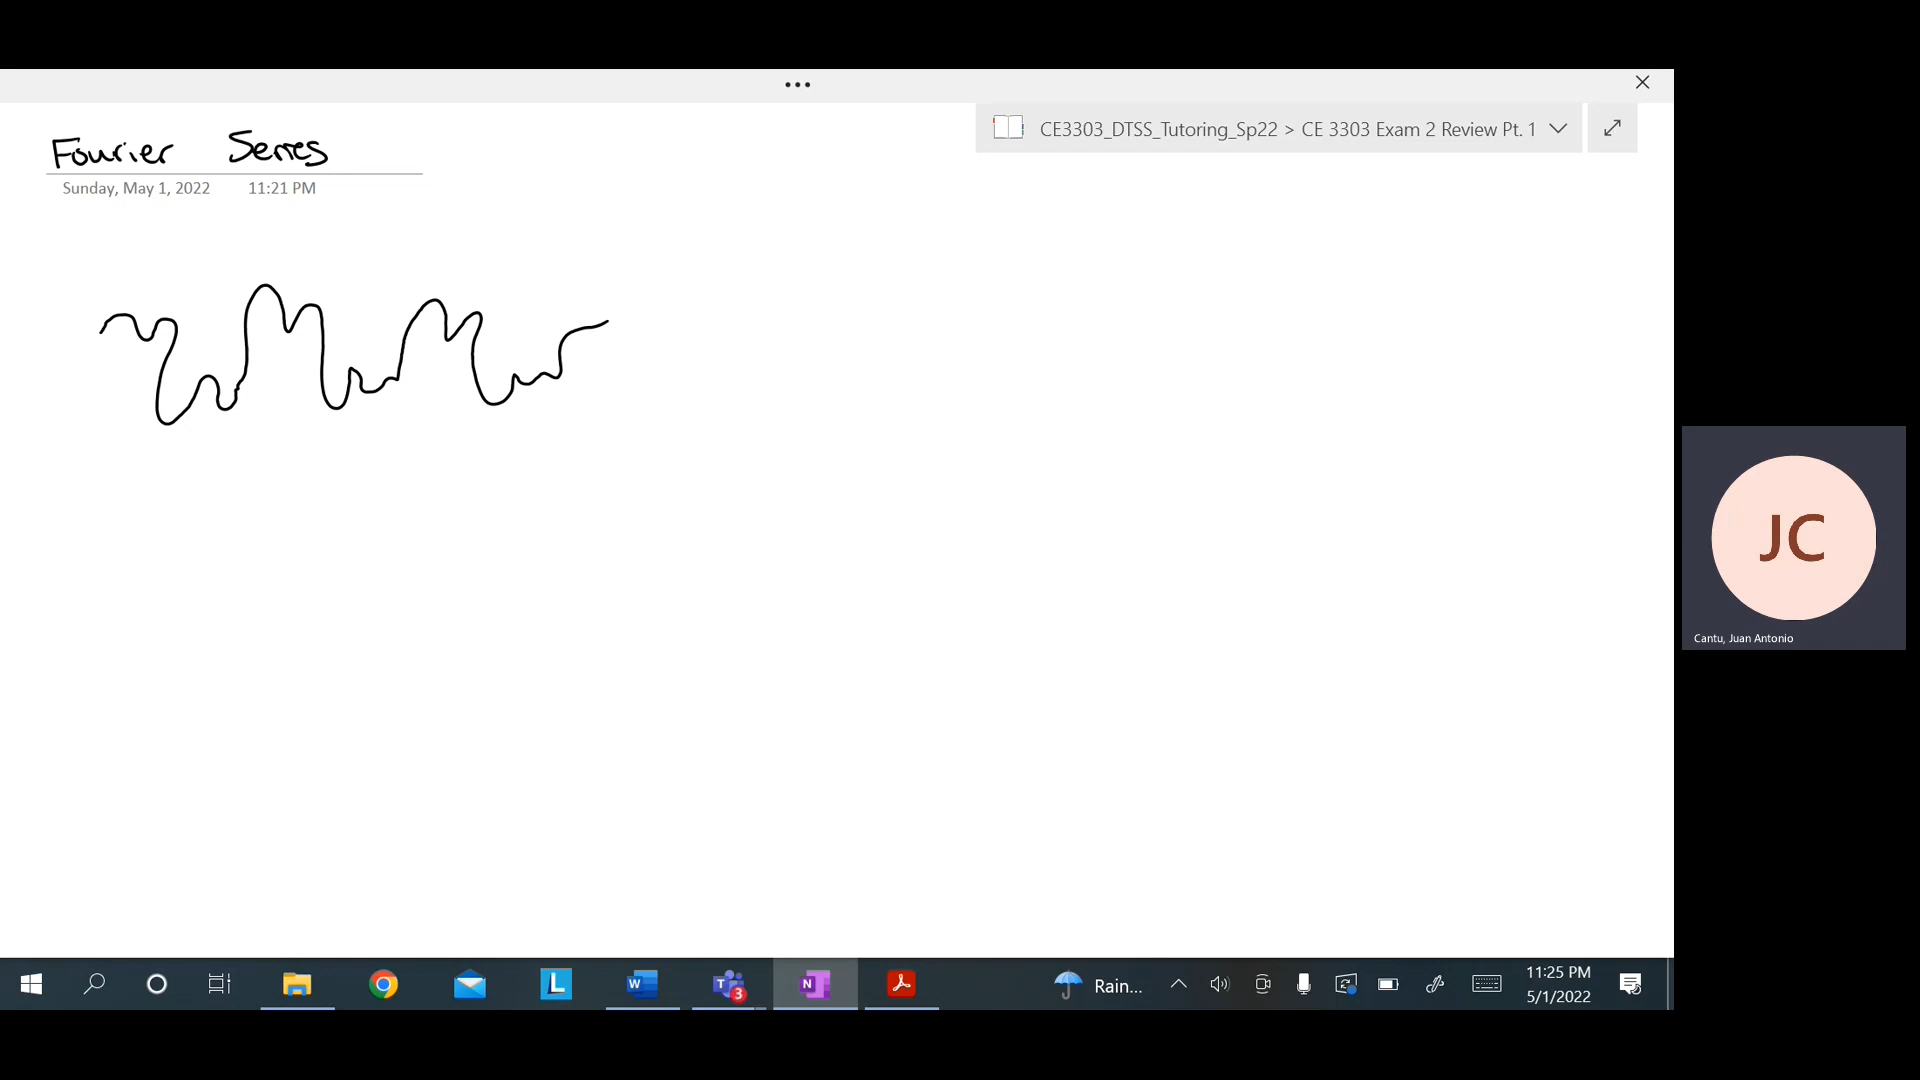 CE3303_DTSS_Tutoring_Sp22 > CE 3303 Exam 2 Review Pt. 1
Fourier Series
Sunday, May 1, 2022 11:21 PM
JC
Cantu, Juan Antonio
L
W
T
3
N
Rain...
11:25 PM
5/1/2022